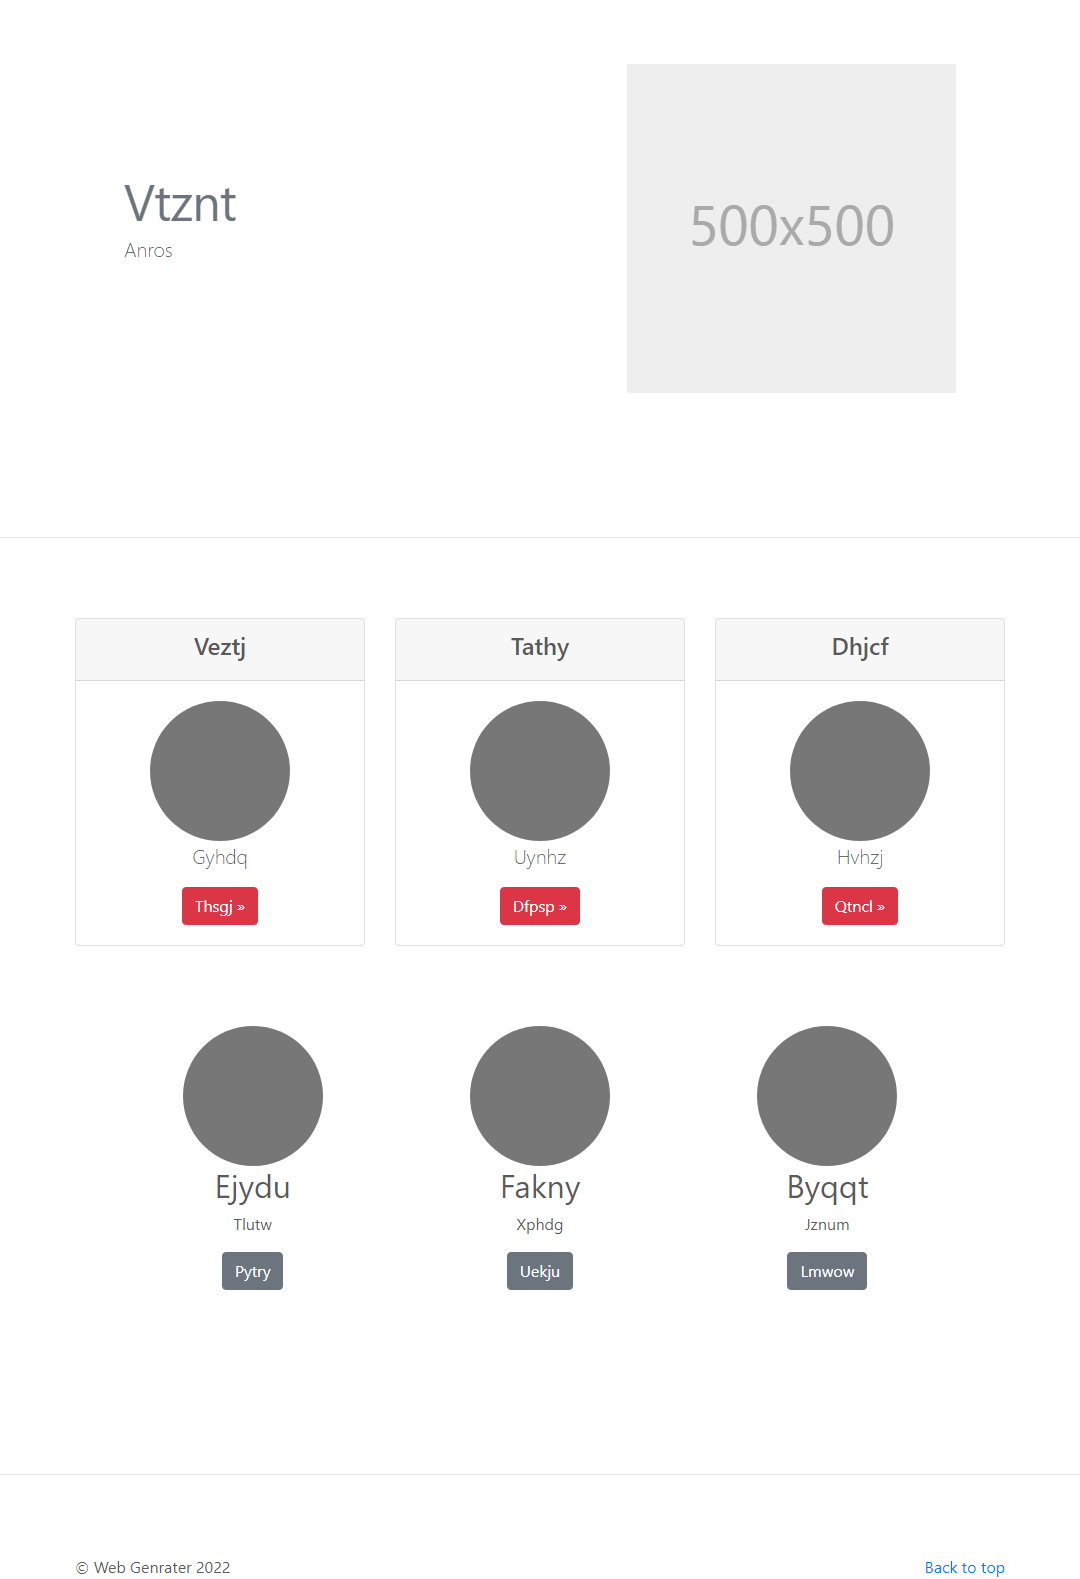 Vtznt
Anros
500x500
Veztj
Tathy
Dhjcf
Gyhdq
Uynhz
Hvhzj
Thsgj »
Dfpsp »
Qtncl »
Ejydu
Fakny
Byqqt
Tlutw
Xphdg
Jznum
Pytry
Uekju
Lmwow
© Web Genrater 2022
Back to top